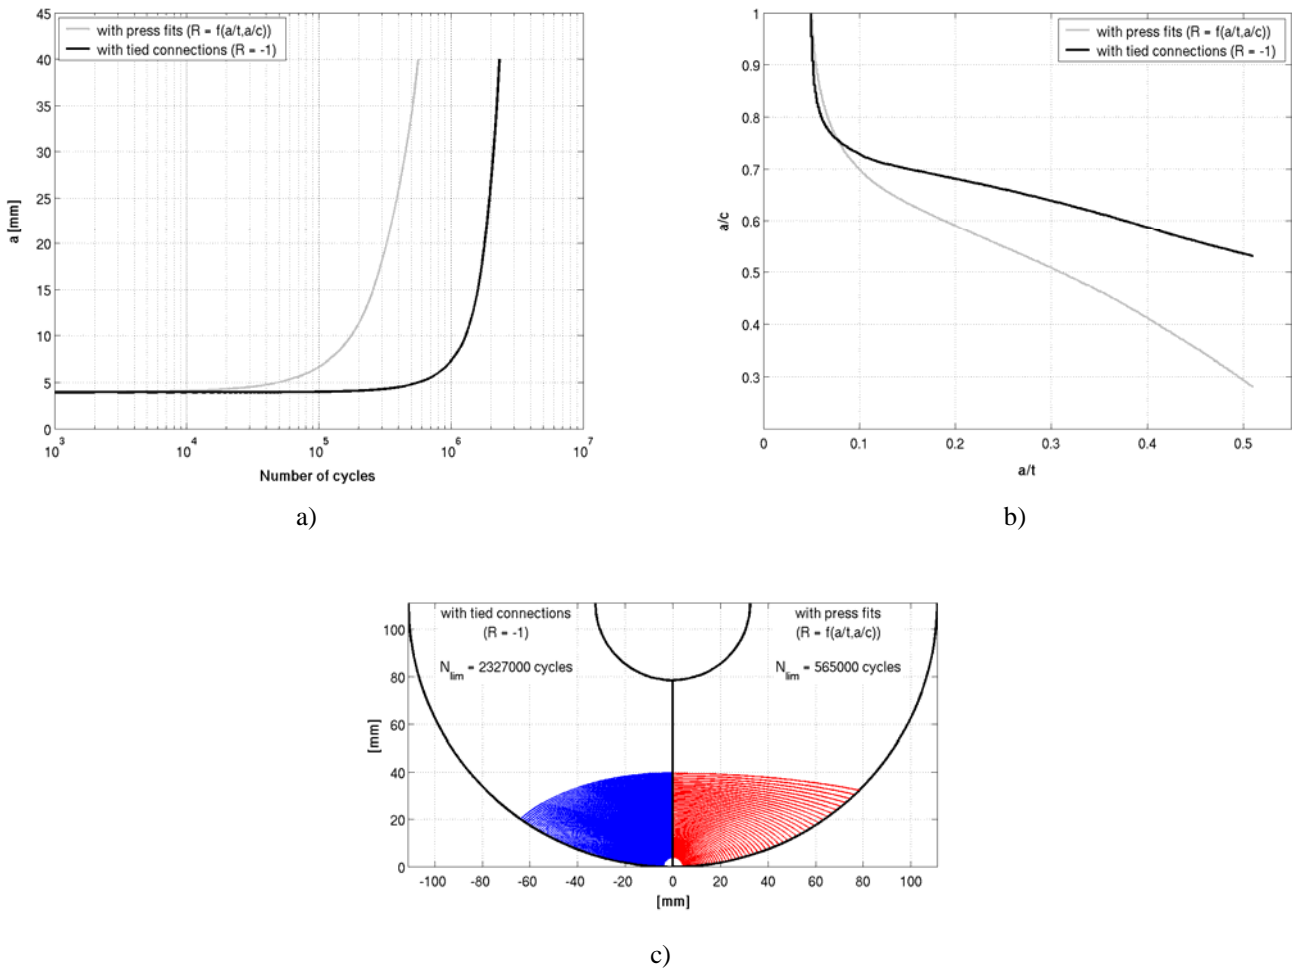 45
40
35
30
25
20
15
10
5
0
a [mm]
with press fits (R = f(a/t,a/c))
with tied connections (R = -1)
10^3 10^4 10^5 10^6 10^7
Number of cycles
a)
1
0.9
0.8
0.7
0.6
0.5
0.4
0.3
a/c
with press fits (R = f(a/t,a/c))
with tied connections (R = -1)
0 0.1 0.2 0.3 0.4 0.5
a/t
b)
100
80
60
40
20
0
[mm]
with tied connections
(R = -1)
N_lim = 2327000 cycles
with press fits
(R = f(a/t,a/c))
N_lim = 565000 cycles
-100 -80 -60 -40 -20 0 20 40 60 80 100
[mm]
c)